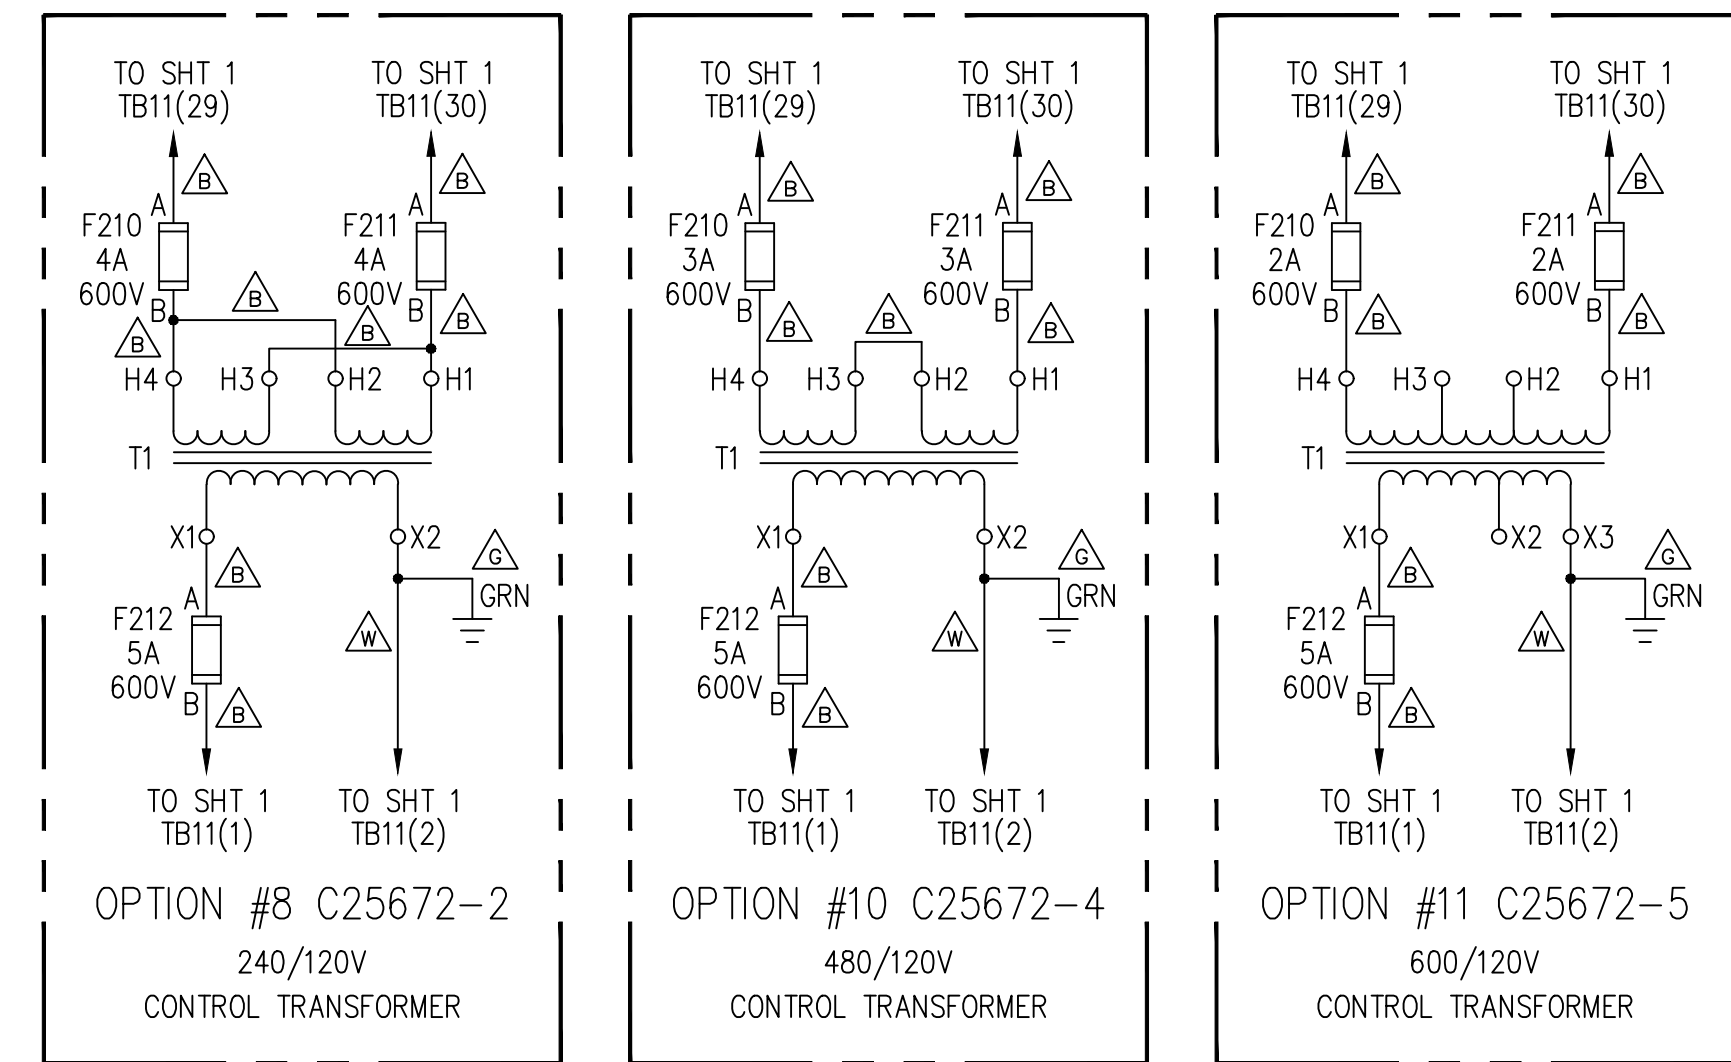 TO SHT 1
TB11(29)
TO SHT 1
TB11(30)
B
B
A
F210
4A
600V
B
A
F211
4A
600V
B
B
B
B
B
H4
H3
H2
H1
T1
X1
X2
G
GRN
B
A
F212
5A
600V
B
B
W
TO SHT 1
TB11(1)
TO SHT 1
TB11(2)
OPTION #8 C25672-2
240/120V
CONTROL TRANSFORMER
TO SHT 1
TB11(29)
TO SHT 1
TB11(30)
B
B
A
F210
3A
600V
B
A
F211
3A
600V
B
B
B
B
H4
H3
H2
H1
T1
X1
X2
G
GRN
B
A
F212
5A
600V
B
B
W
TO SHT 1
TB11(1)
TO SHT 1
TB11(2)
OPTION #10 C25672-4
480/120V
CONTROL TRANSFORMER
TO SHT 1
TB11(29)
TO SHT 1
TB11(30)
B
B
A
F210
2A
600V
B
A
F211
2A
600V
B
B
B
H4
H3
H2
H1
T1
X1
X2
X3
G
GRN
B
A
F212
5A
600V
B
B
W
TO SHT 1
TB11(1)
TO SHT 1
TB11(2)
OPTION #11 C25672-5
600/120V
CONTROL TRANSFORMER